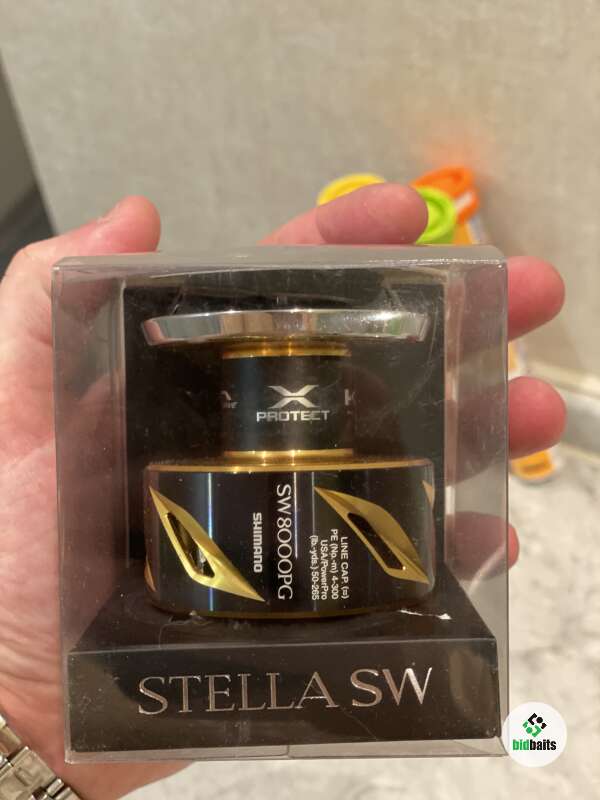 X
PROTECT
SW8000PG
SHIMANO
LINE CAP. (≈)
PE (No.-m) 4-300
USA/PowerPro
(lb.-yds.) 50-265
STELLA SW
bidbaits